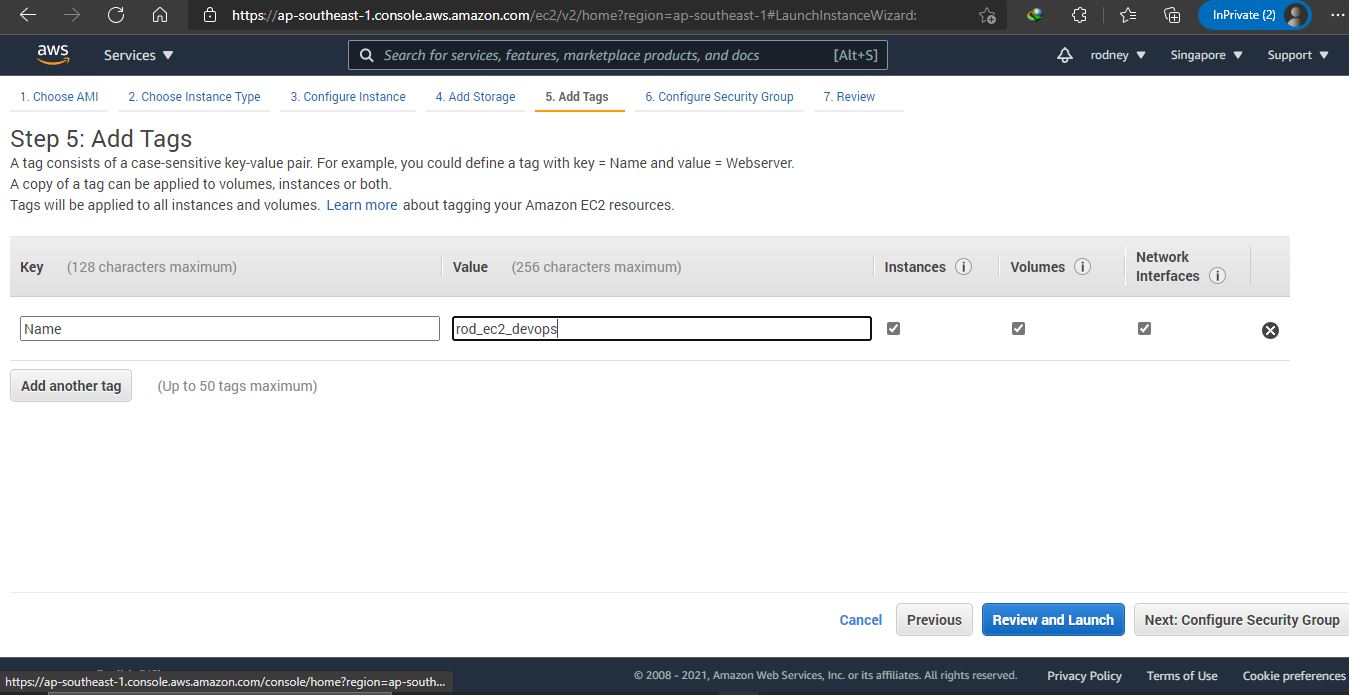 https://ap-southeast-1.console.aws.amazon.com/ec2/v2/home?region=ap-southeast-1#LaunchInstanceWizard:
InPrivate (2)
aws
Services
Search for services, features, marketplace products, and docs
[Alt+S]
rodney
Singapore
Support
1. Choose AMI
2. Choose Instance Type
3. Configure Instance
4. Add Storage
5. Add Tags
6. Configure Security Group
7. Review
Step 5: Add Tags
A tag consists of a case-sensitive key-value pair. For example, you could define a tag with key = Name and value = Webserver.
A copy of a tag can be applied to volumes, instances or both.
Tags will be applied to all instances and volumes. Learn more about tagging your Amazon EC2 resources.
Key (128 characters maximum)
Value (256 characters maximum)
Instances
Volumes
Network
Interfaces
Name
rod_ec2_devops
Add another tag
(Up to 50 tags maximum)
Cancel
Previous
Review and Launch
Next: Configure Security Group
© 2008 - 2021, Amazon Web Services, Inc. or its affiliates. All rights reserved.
Privacy Policy
Terms of Use
Cookie preferences
https://ap-southeast-1.console.aws.amazon.com/console/home?region=ap-south...